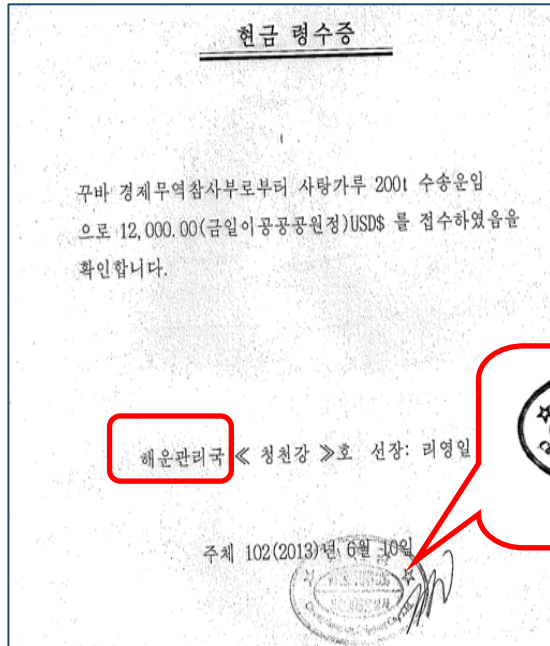 현금 령수증
꾸바 경제무역참사부로부터 사탕가루 200t 수송운임
으로 12,000.00(금일이공공공원정)USD$ 를 접수하였음을
확인합니다.
해운관리국 ≪ 청천강 ≫호 선장: 리영일
주체 102(2013)년 6월 10일